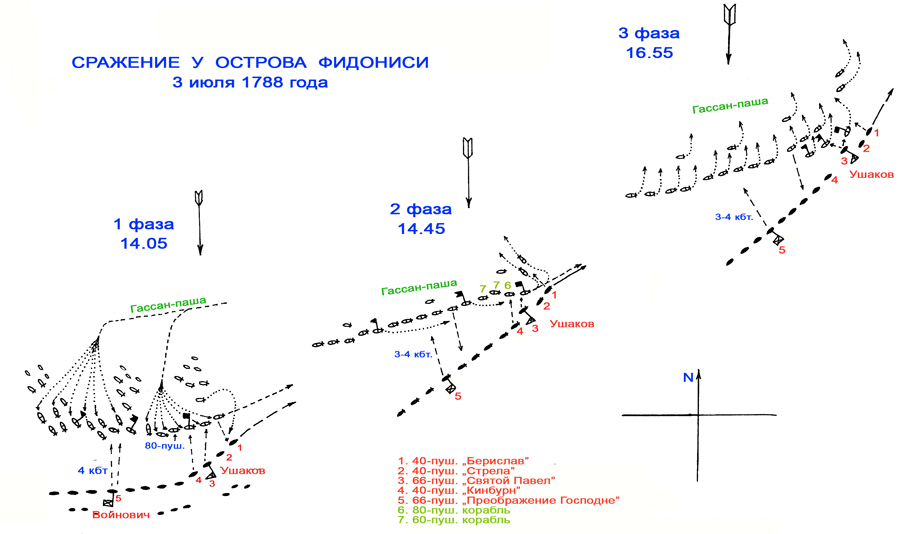 СРАЖЕНИЕ У ОСТРОВА ФИДОНИСИ
3 июля 1788 года
3 фаза
16.55
Гассан-паша
1
2
3
Ушаков
4
3-4 кбт.
5
2 фаза
14.45
Гассан-паша
7 7 6
1
2
Ушаков
4 3
3-4 кбт.
5
1 фаза
14.05
Гассан-паша
80-пуш.
1
2
Ушаков
4 3
4 кбт
5
Войнович
N
1. 40-пуш. „Берислав"
2. 40-пуш. „Стрела"
3. 66-пуш. „Святой Павел"
4. 40-пуш. „Кинбурн"
5. 66-пуш. „Преображение Господне"
6. 80-пуш. корабль
7. 60-пуш. корабль